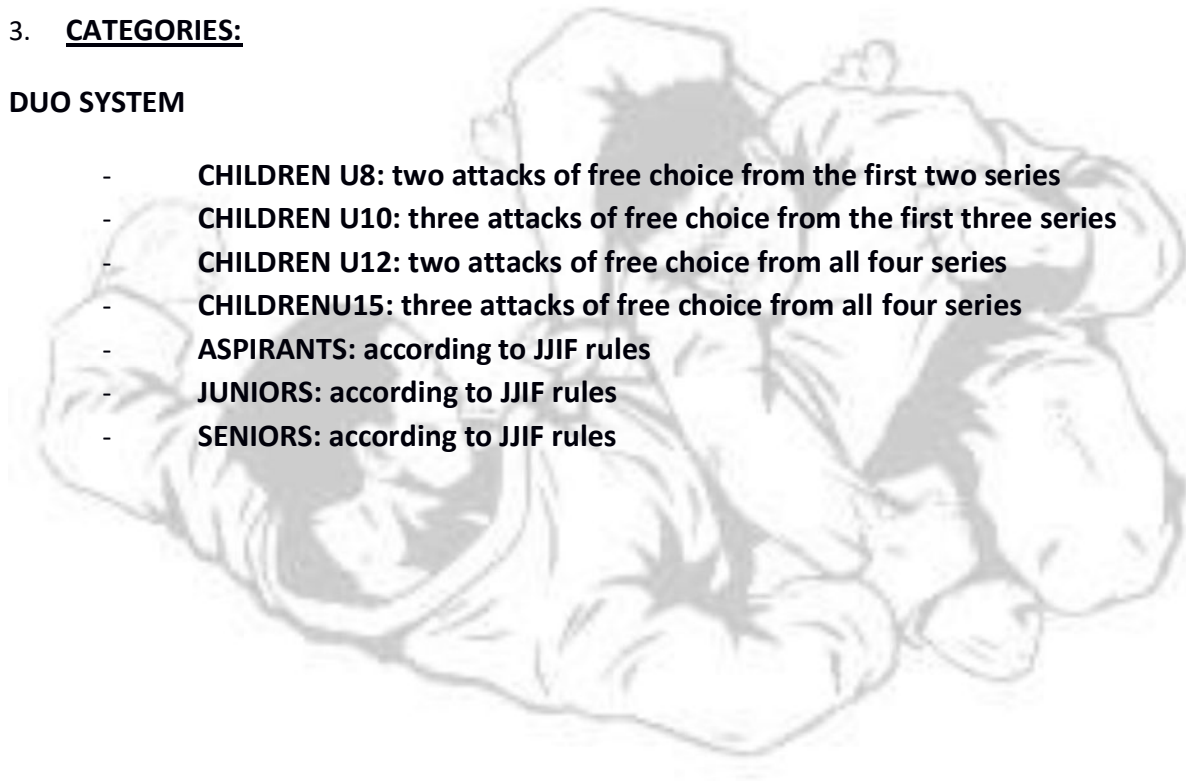 3. CATEGORIES:
DUO SYSTEM
- CHILDREN U8: two attacks of free choice from the first two series
- CHILDREN U10: three attacks of free choice from the first three series
- CHILDREN U12: two attacks of free choice from all four series
- CHILDRENU15: three attacks of free choice from all four series
- ASPIRANTS: according to JJIF rules
- JUNIORS: according to JJIF rules
- SENIORS: according to JJIF rules